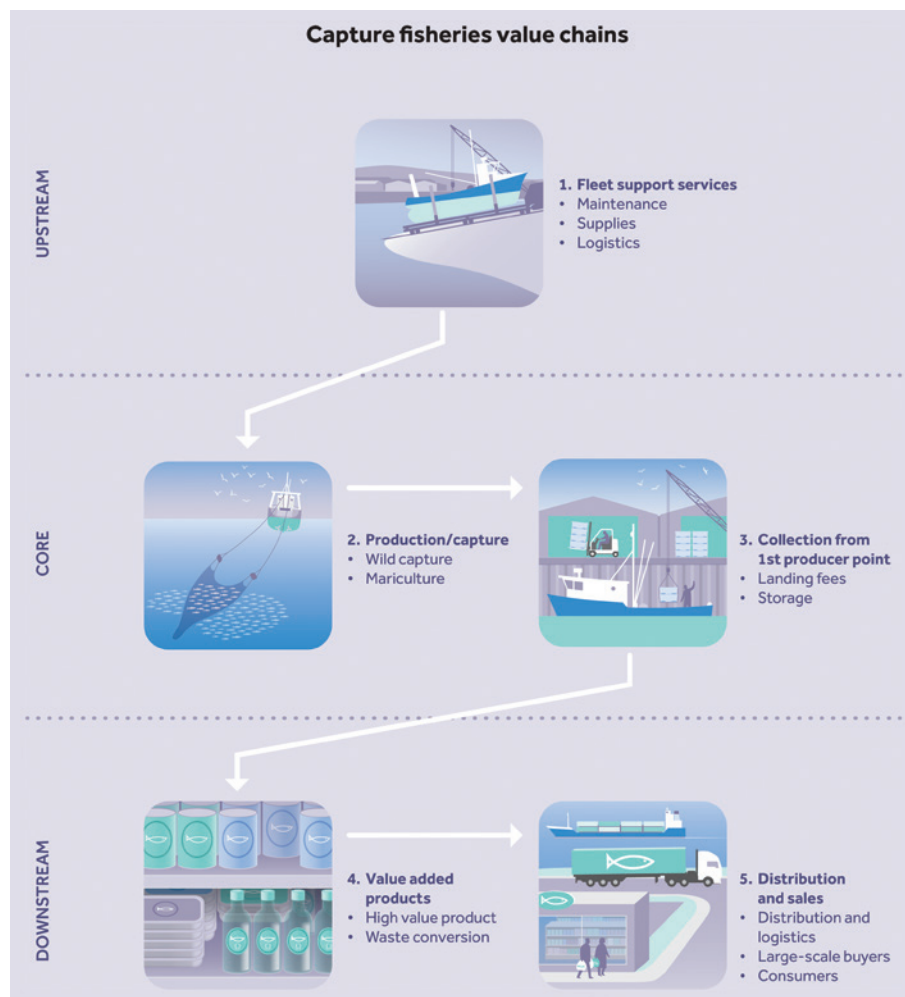 Capture fisheries value chains
UPSTREAM
1. Fleet support services
• Maintenance
• Supplies
• Logistics
CORE
2. Production/capture
• Wild capture
• Mariculture
3. Collection from
1st producer point
• Landing fees
• Storage
DOWNSTREAM
4. Value added
products
• High value product
• Waste conversion
5. Distribution
and sales
• Distribution and
logistics
• Large-scale buyers
• Consumers